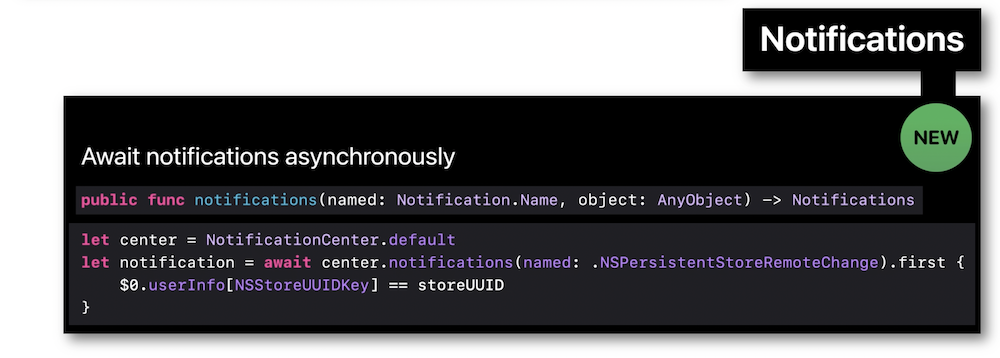 Notifications
NEW
Await notifications asynchronously
public func notifications(named: Notification.Name, object: AnyObject) -> Notifications
let center = NotificationCenter.default
let notification = await center.notifications(named: .NSPersistentStoreRemoteChange).first {
    $0.userInfo[NSStoreUUIDKey] == storeUUID
}